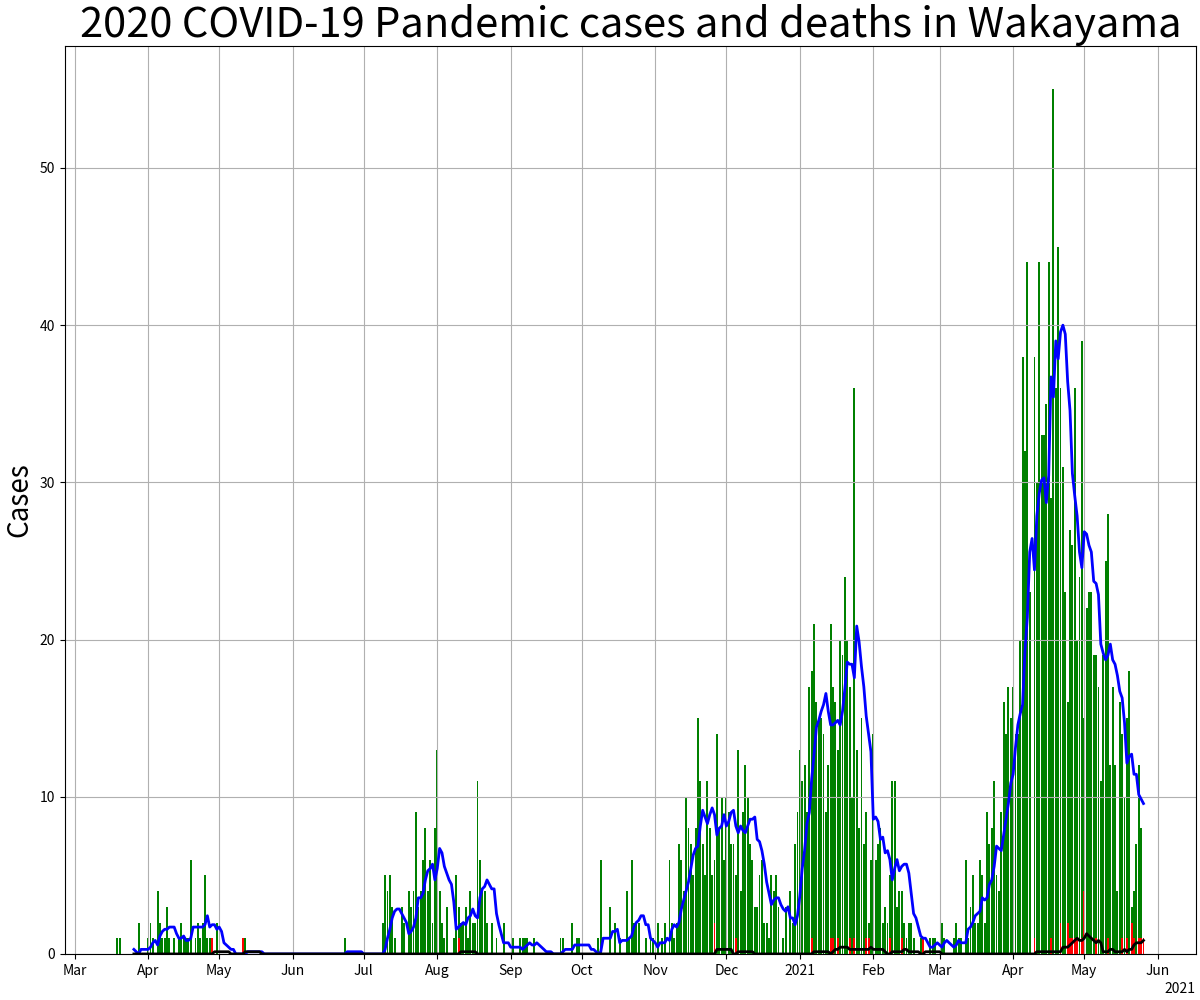 2020 COVID-19 Pandemic cases and deaths in Wakayama
Cases
50
40
30
20
10
0
Mar Apr May Jun Jul Aug Sep Oct Nov Dec 2021 Feb Mar Apr May Jun
2021